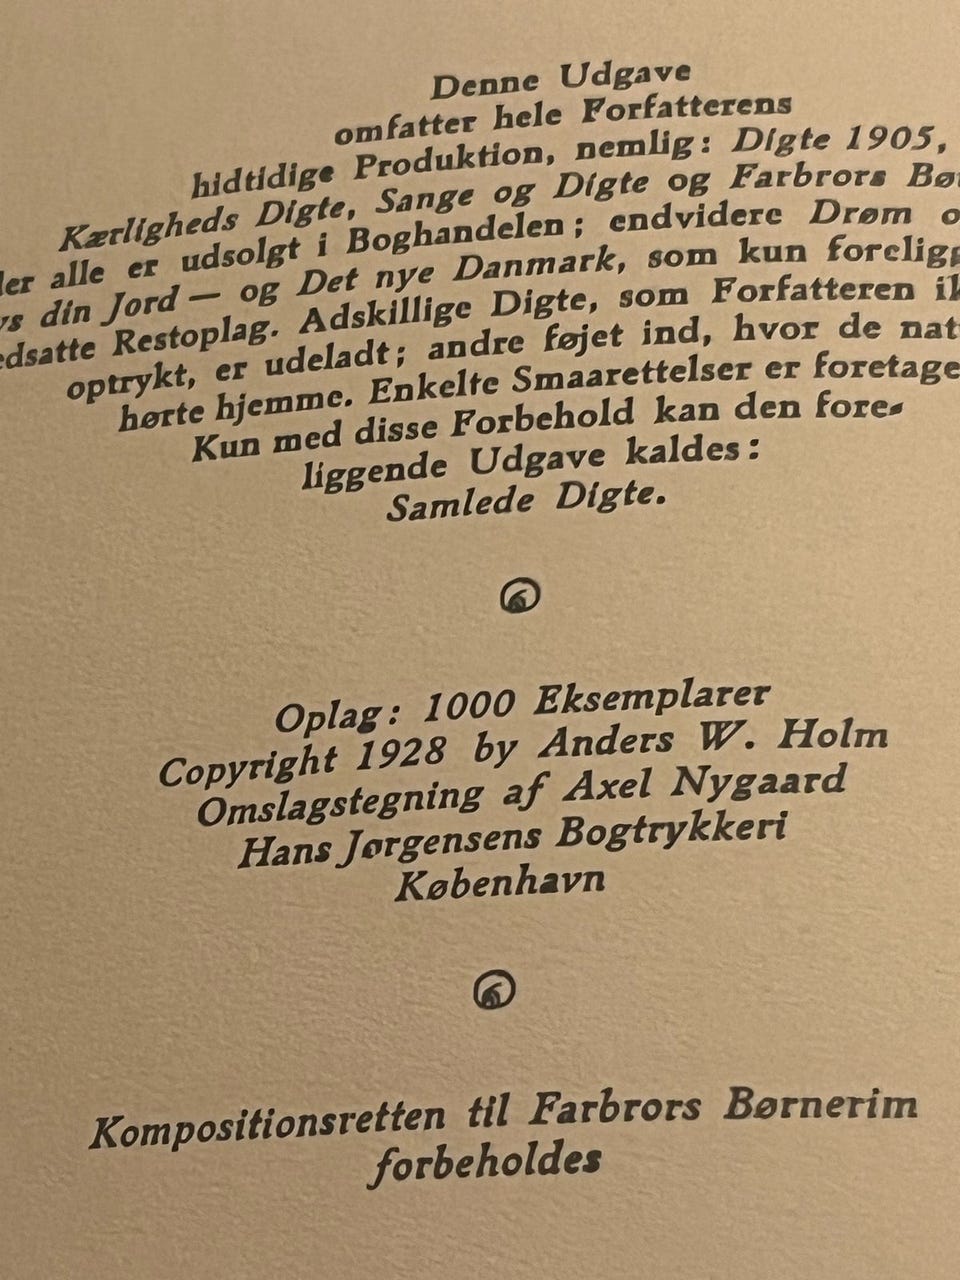 Denne Udgave
omfatter hele Forfatterens
hidtidige Produktion, nemlig: Digte 1905,
Kærligheds Digte, Sange og Digte og Farbrors
alle er udsolgt i Boghandelen; endvidere Drøm
din Jord — og Det nye Danmark, som kun
Restoplag. Adskillige Digte, som Forfatteren
optrykt, er udeladt; andre føjet ind, hvor de
hørte hjemme. Enkelte Smaarettelser er foretage
Kun med disse Forbehold kan den fore-
liggende Udgave kaldes:
Samlede Digte.
Oplag: 1000 Eksemplarer
Copyright 1928 by Anders W. Holm
Omslagstegning af Axel Nygaard
Hans Jørgensens Bogtrykkeri
København
Kompositionsretten til Farbrors Børnerim
forbeholdes